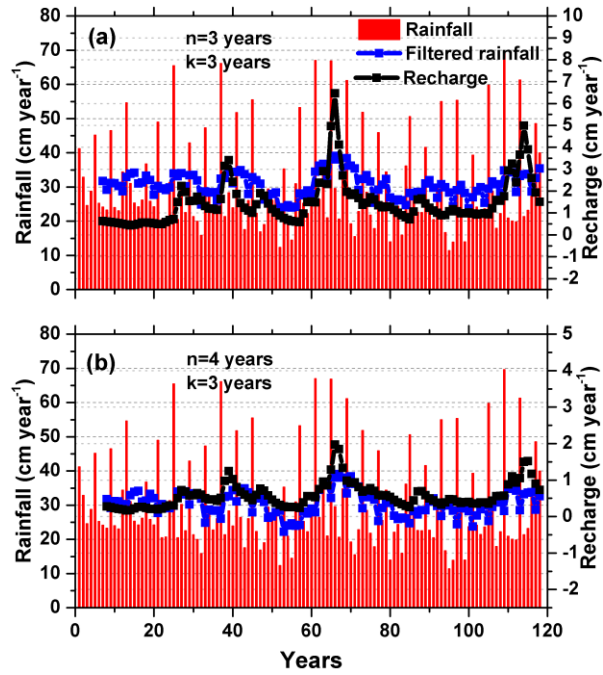 (a)
n=3 years
k=3 years
Rainfall
Filtered rainfall
Recharge
Rainfall (cm year⁻¹)
80
70
60
50
40
30
20
10
0
Recharge (cm year⁻¹)
10
9
8
7
6
5
4
3
2
1
0
-1
-2
(b)
n=4 years
k=3 years
Rainfall (cm year⁻¹)
80
70
60
50
40
30
20
10
0
Recharge (cm year⁻¹)
5
4
3
2
1
0
-1
-2
0 20 40 60 80 100 120
Years